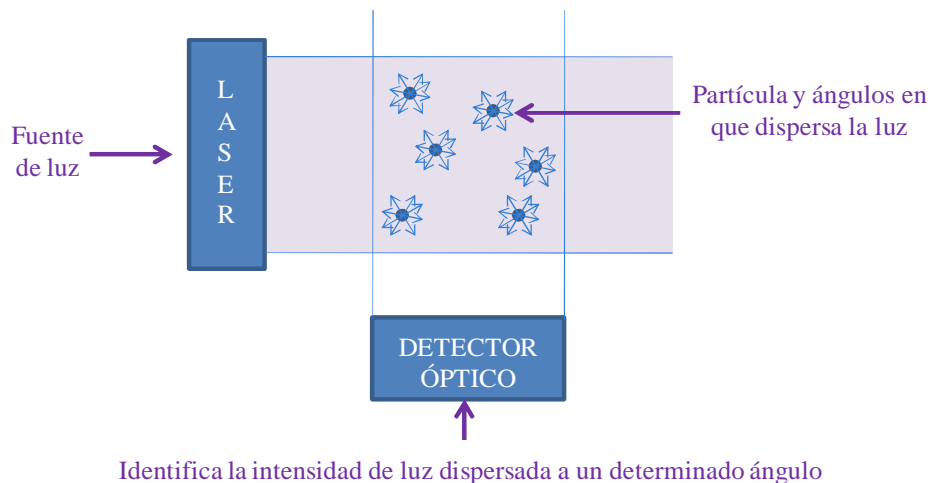 Fuente
de luz
L
A
S
E
R
Partícula y ángulos en
que dispersa la luz
DETECTOR
ÓPTICO
Identifica la intensidad de luz dispersada a un determinado ángulo